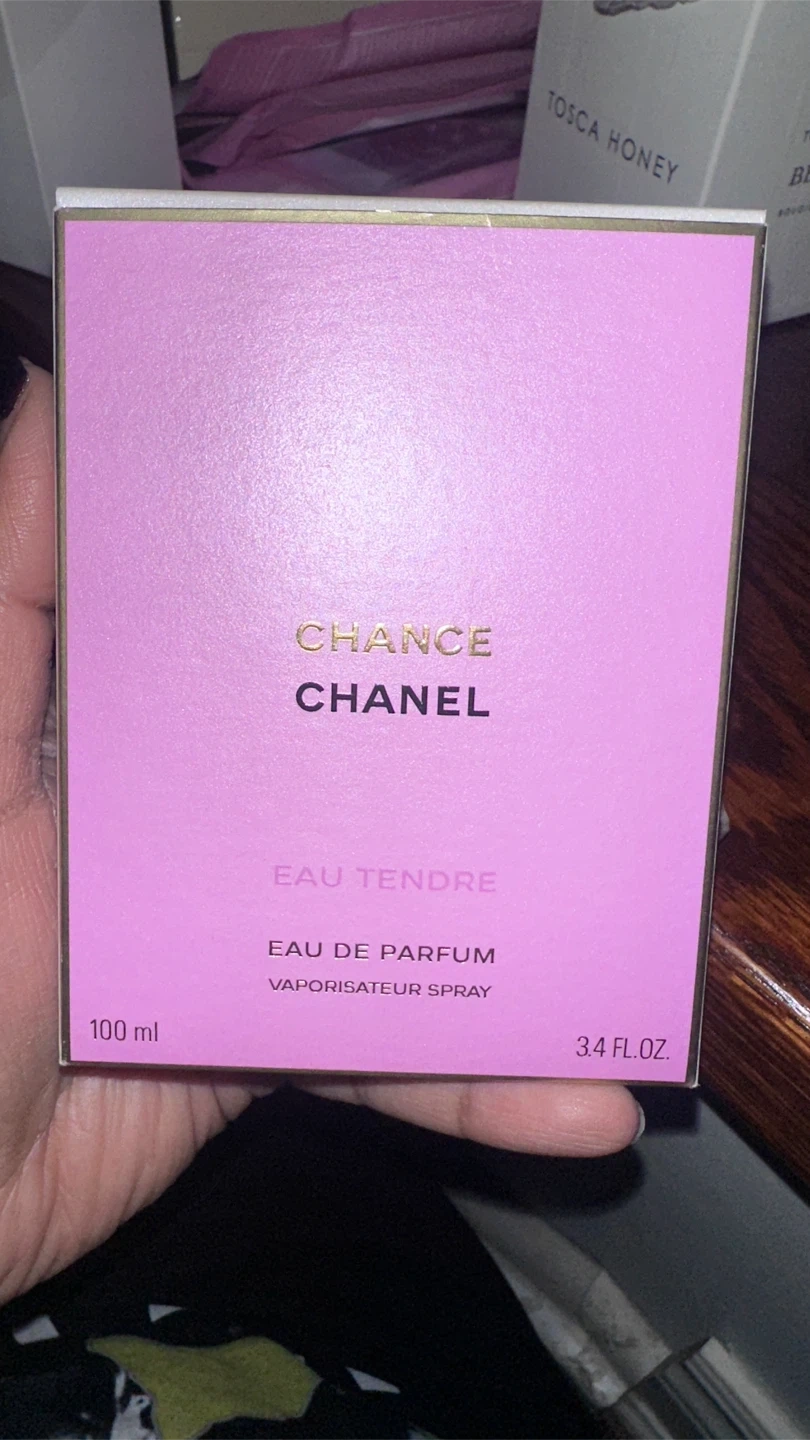 TOSCA HONEY
CHANCE
CHANEL
EAU TENDRE
EAU DE PARFUM
VAPORISATEUR SPRAY
100 ml
3.4 FL.OZ.